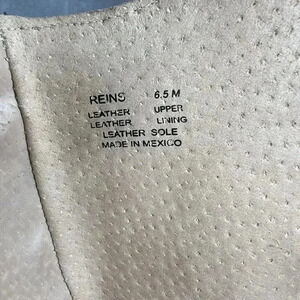 REINS 6.5 M
LEATHER UPPER
LEATHER LINING
LEATHER SOLE
MADE IN MEXICO